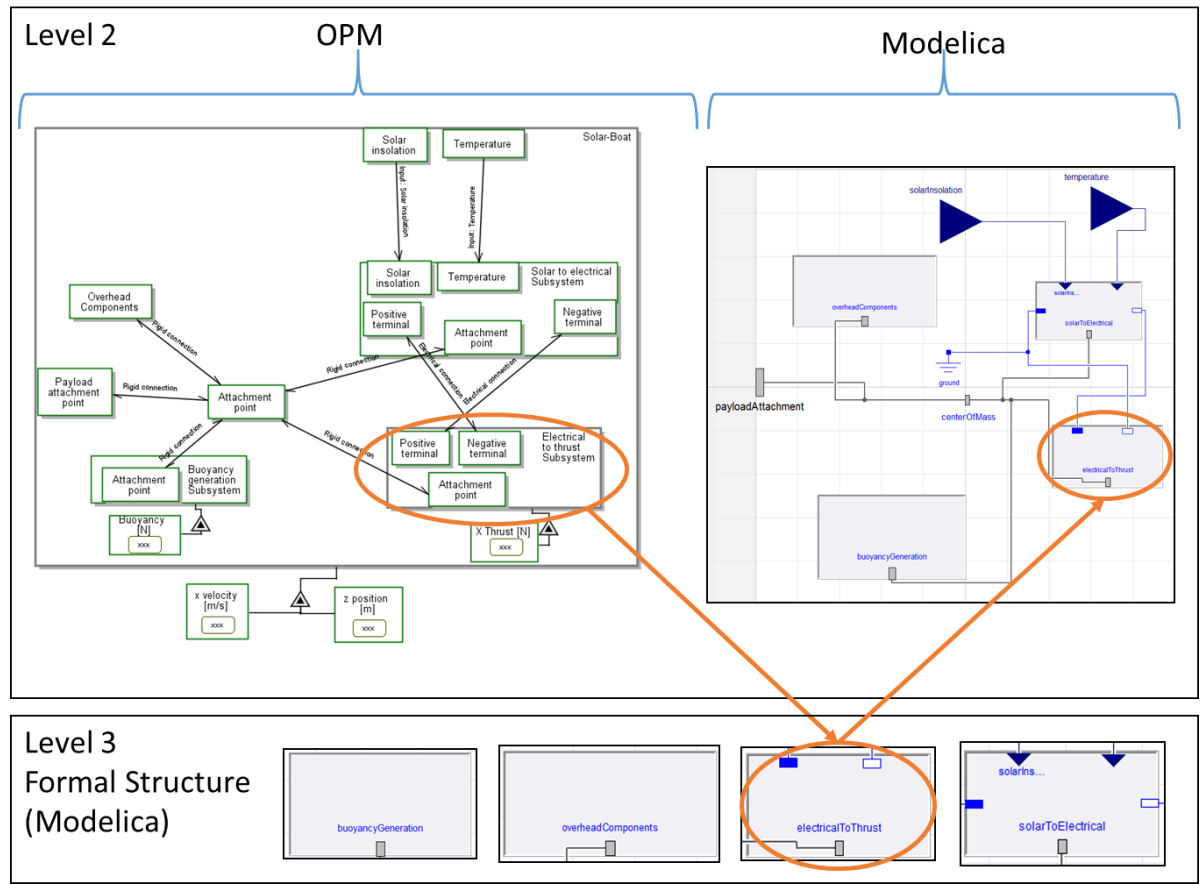 Level 2
OPM
Modelica
Solar-Boat
Solar
insolation
Temperature
Input: Solar insolation
Input: Temperature
Solar
insolation
Temperature
Solar to electrical
Subsystem
Positive
terminal
Attachment
point
Negative
terminal
Overhead
Components
Rigid connection
Payload
attachment
point
Rigid connection
Attachment
point
Rigid connection
Electrical connection
Electrical connection
Rigid connection
Rigid connection
Attachment
point
Buoyancy
generation
Subsystem
Positive
terminal
Negative
terminal
Electrical
to thrust
Subsystem
Attachment
point
Buoyancy
[N]
xxx
X Thrust [N]
xxx
x velocity
[m/s]
xxx
z position
[m]
xxx
solarInsolation
temperature
overheadComponents
solarIns...
solarToElectrical
ground
payloadAttachment
centerOfMass
electricalToThrust
buoyancyGeneration
Level 3
Formal Structure
(Modelica)
buoyancyGeneration
overheadComponents
electricalToThrust
solarIns...
solarToElectrical